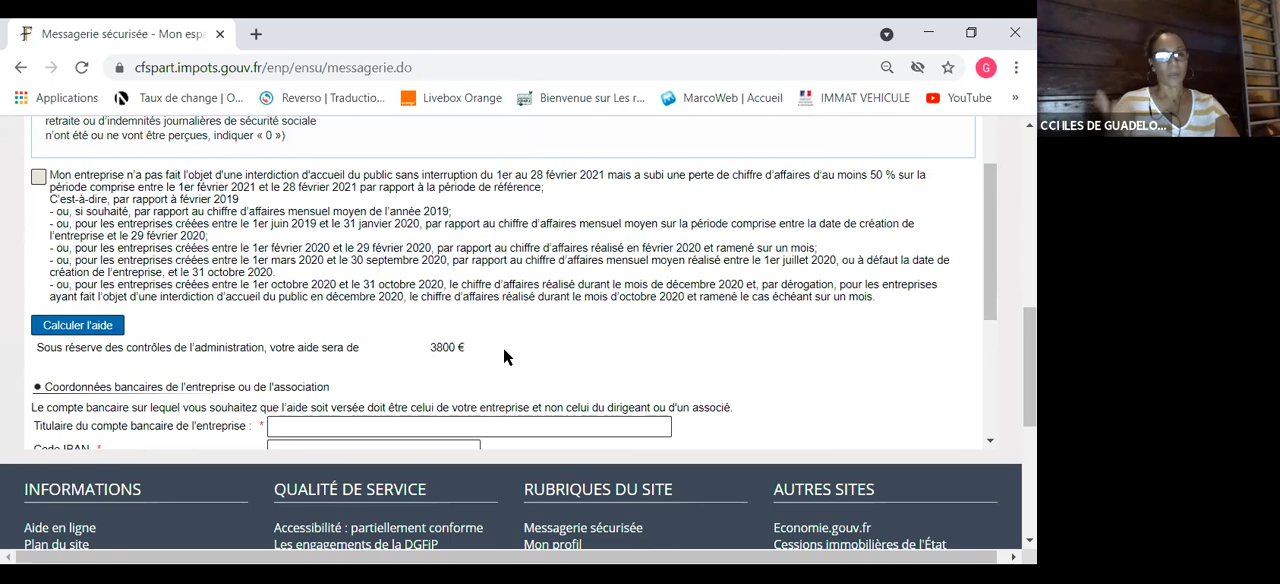 Messagerie sécurisée - Mon espa
cfspart.impots.gouv.fr/enp/ensu/messagerie.do
G
Applications
Taux de change | O...
Reverso | Traductio...
Livebox Orange
Bienvenue sur Les r...
MarcoWeb | Accueil
IMMAT VEHICULE
YouTube
»
CCI ILES DE GUADELO...
retraite ou d'indemnités journalières de sécurité sociale
n'ont été ou ne vont être perçues, indiquer « 0 »)
Mon entreprise n'a pas fait l'objet d'une interdiction d'accueil du public sans interruption du 1er au 28 février 2021 mais a subi une perte de chiffre d'affaires d'au moins 50 % sur la
période comprise entre le 1er février 2021 et le 28 février 2021 par rapport à la période de référence;
C'est-à-dire, par rapport à février 2019
- ou, si souhaité, par rapport au chiffre d'affaires mensuel moyen de l'année 2019;
- ou, pour les entreprises créées entre le 1er juin 2019 et le 31 janvier 2020, par rapport au chiffre d'affaires mensuel moyen sur la période comprise entre la date de création de
l'entreprise et le 29 février 2020;
- ou, pour les entreprises créées entre le 1er février 2020 et le 29 février 2020, par rapport au chiffre d'affaires réalisé en février 2020 et ramené sur un mois;
- ou, pour les entreprises créées entre le 1er mars 2020 et le 30 septembre 2020, par rapport au chiffre d'affaires mensuel moyen réalisé entre le 1er juillet 2020, ou à défaut la date de
création de l'entreprise, et le 31 octobre 2020.
- ou, pour les entreprises créées entre le 1er octobre 2020 et le 31 octobre 2020, le chiffre d'affaires réalisé durant le mois de décembre 2020 et, par dérogation, pour les entreprises
ayant fait l'objet d'une interdiction d'accueil du public en décembre 2020, le chiffre d'affaires réalisé durant le mois d'octobre 2020 et ramené le cas échéant sur un mois.
Calculer l'aide
Sous réserve des contrôles de l'administration, votre aide sera de 3800 €
● Coordonnées bancaires de l'entreprise ou de l'association
Le compte bancaire sur lequel vous souhaitez que l'aide soit versée doit être celui de votre entreprise et non celui du dirigeant ou d'un associé.
Titulaire du compte bancaire de l'entreprise : *
Code IBAN *
INFORMATIONS
QUALITÉ DE SERVICE
RUBRIQUES DU SITE
AUTRES SITES
Aide en ligne
Accessibilité : partiellement conforme
Messagerie sécurisée
Economie.gouv.fr
Plan du site
Les engagements de la DGFiP
Mon profil
Cessions immobilières de l'État